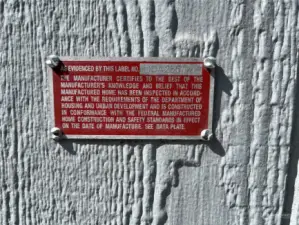 AS EVIDENCED BY THIS LABEL NO.
THE MANUFACTURER CERTIFIES TO THE BEST OF THE
MANUFACTURER'S KNOWLEDGE AND BELIEF THAT THIS
MANUFACTURED HOME HAS BEEN INSPECTED IN ACCORD-
ANCE WITH THE REQUIREMENTS OF THE DEPARTMENT OF
HOUSING AND URBAN DEVELOPMENT AND IS CONSTRUCTED
IN CONFORMANCE WITH THE FEDERAL MANUFACTURED
HOME CONSTRUCTION AND SAFETY STANDARDS IN EFFECT
ON THE DATE OF MANUFACTURE. SEE DATA PLATE.